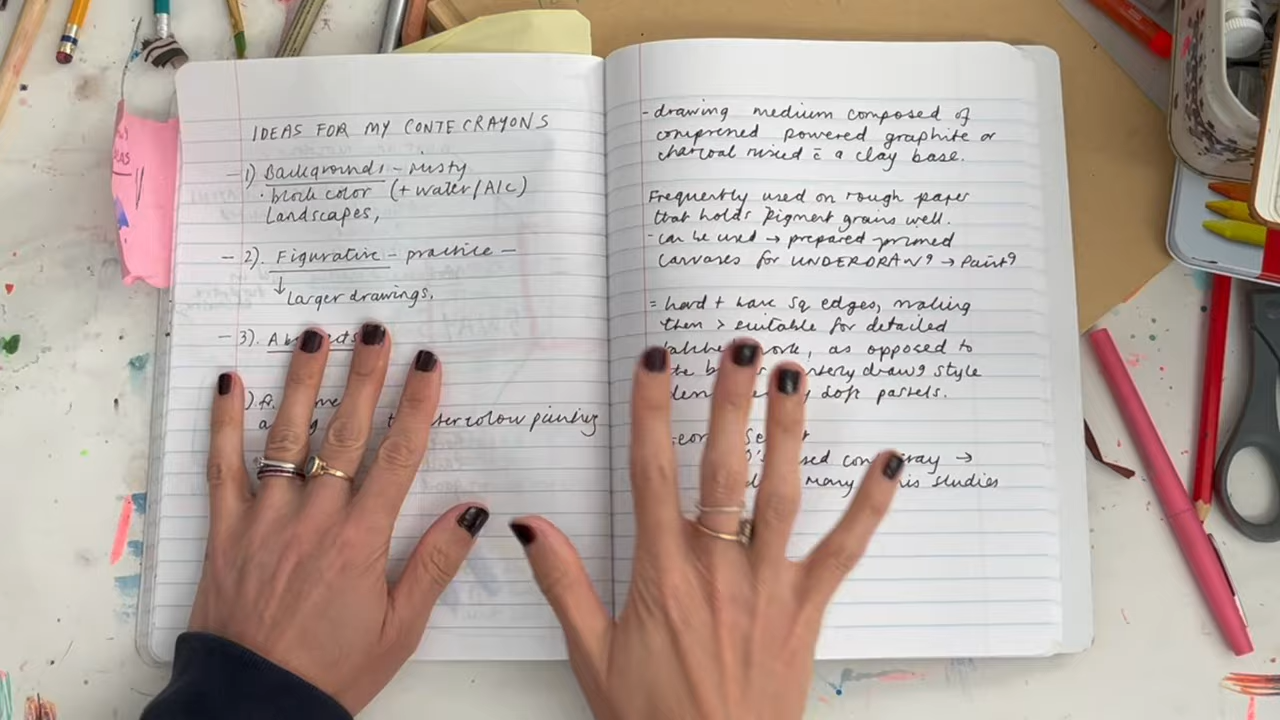 IDEAS FOR MY CONTE CRAYONS
- 1) Backgrounds - misty
· block color (+ water/A/C)
Landscapes,
- 2). Figurative - practice -
↓ Larger drawings.
- 3).
watercolour painting
- drawing medium composed of
compressed powered graphite or
charcoal mixed c̄ a clay base.
Frequently used on rough paper
that holds pigment grains well.
- can be used → prepared primed
canvases for UNDERDRAWg → Paintg
= hard + have sq edges, making
them > suitable for detailed
work, as opposed to
drawg style
soft pastels.
→
many studies